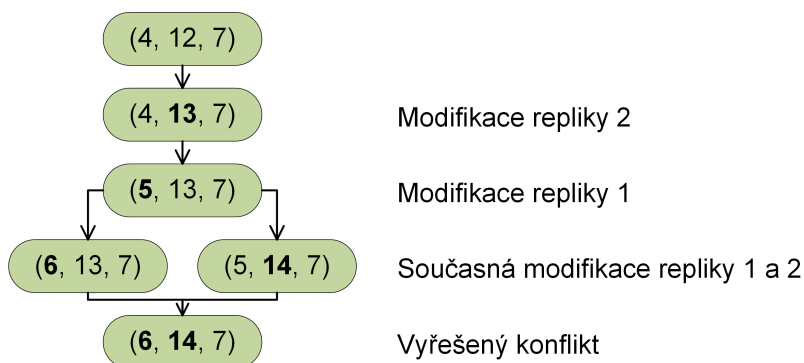 (4, 12, 7)
(4, 13, 7)
Modifikace repliky 2
(5, 13, 7)
Modifikace repliky 1
(6, 13, 7)
(5, 14, 7)
Současná modifikace repliky 1 a 2
(6, 14, 7)
Vyřešený konflikt